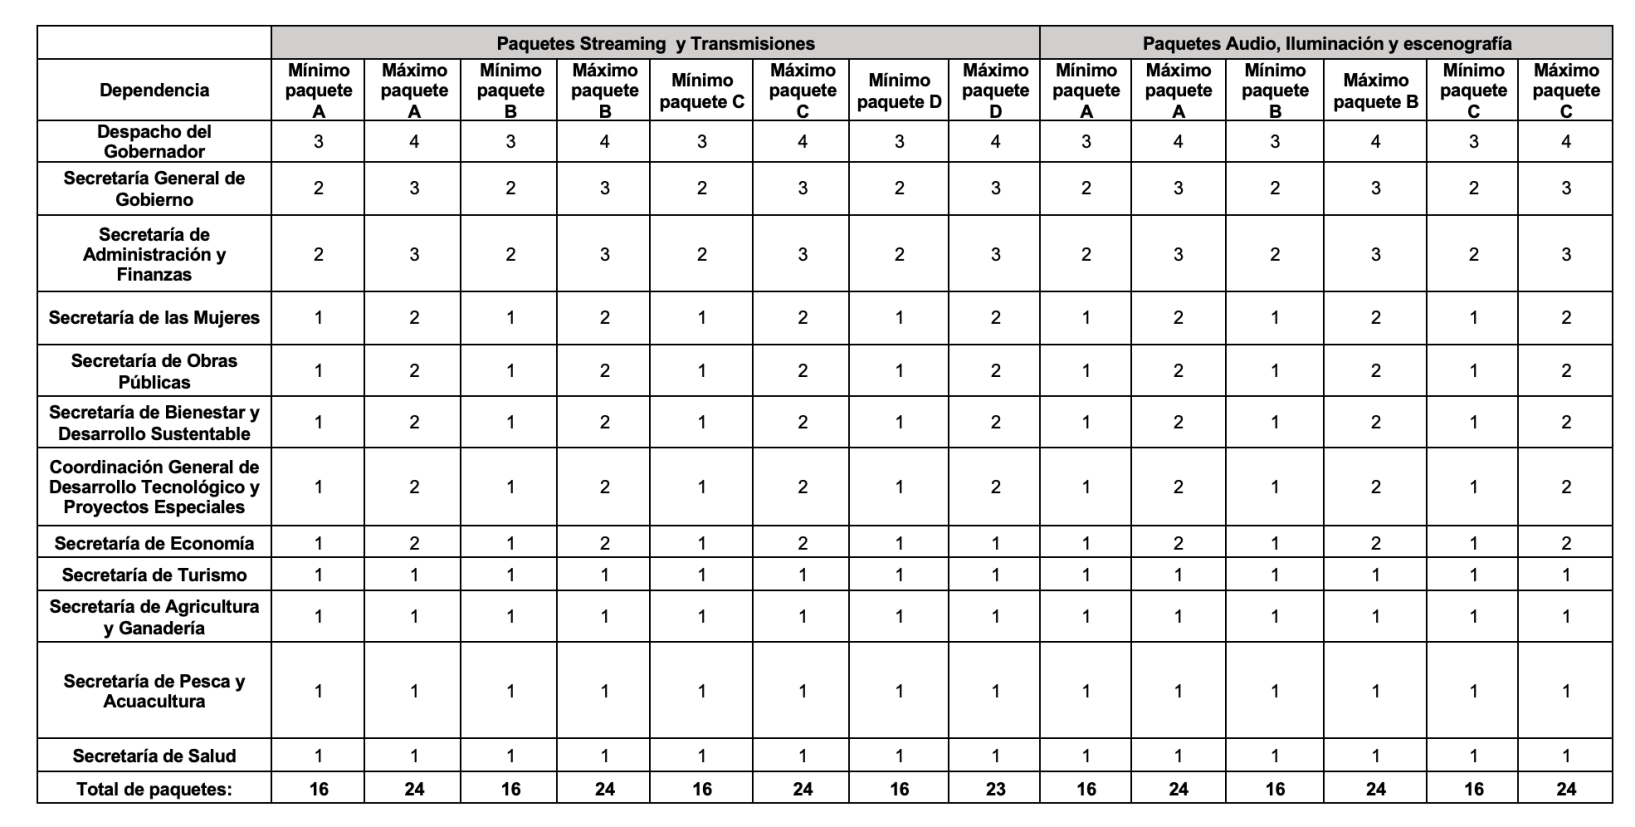 Paquetes Streaming y Transmisiones Paquetes Audio, Iluminación y escenografía
Dependencia Mínimo paquete A Máximo paquete A Mínimo paquete B Máximo paquete B Mínimo paquete C Máximo paquete C Mínimo paquete D Máximo paquete D Mínimo paquete A Máximo paquete A Mínimo paquete B Máximo paquete B Mínimo paquete C Máximo paquete C
Despacho del Gobernador 3 4 3 4 3 4 3 4 3 4 3 4 3 4
Secretaría General de Gobierno 2 3 2 3 2 3 2 3 2 3 2 3 2 3
Secretaría de Administración y Finanzas 2 3 2 3 2 3 2 3 2 3 2 3 2 3
Secretaría de las Mujeres 1 2 1 2 1 2 1 2 1 2 1 2 1 2
Secretaría de Obras Públicas 1 2 1 2 1 2 1 2 1 2 1 2 1 2
Secretaría de Bienestar y Desarrollo Sustentable 1 2 1 2 1 2 1 2 1 2 1 2 1 2
Coordinación General de Desarrollo Tecnológico y Proyectos Especiales 1 2 1 2 1 2 1 2 1 2 1 2 1 2
Secretaría de Economía 1 2 1 2 1 2 1 1 1 2 1 2 1 2
Secretaría de Turismo 1 1 1 1 1 1 1 1 1 1 1 1 1 1
Secretaría de Agricultura y Ganadería 1 1 1 1 1 1 1 1 1 1 1 1 1 1
Secretaría de Pesca y Acuacultura 1 1 1 1 1 1 1 1 1 1 1 1 1 1
Secretaría de Salud 1 1 1 1 1 1 1 1 1 1 1 1 1 1
Total de paquetes: 16 24 16 24 16 24 16 23 16 24 16 24 16 24